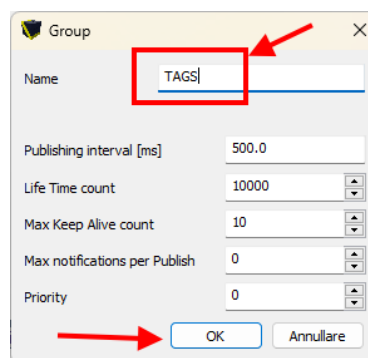 Group
Name TAGS
Publishing interval [ms] 500.0
Life Time count 10000
Max Keep Alive count 10
Max notifications per Publish 0
Priority 0
OK Annullare